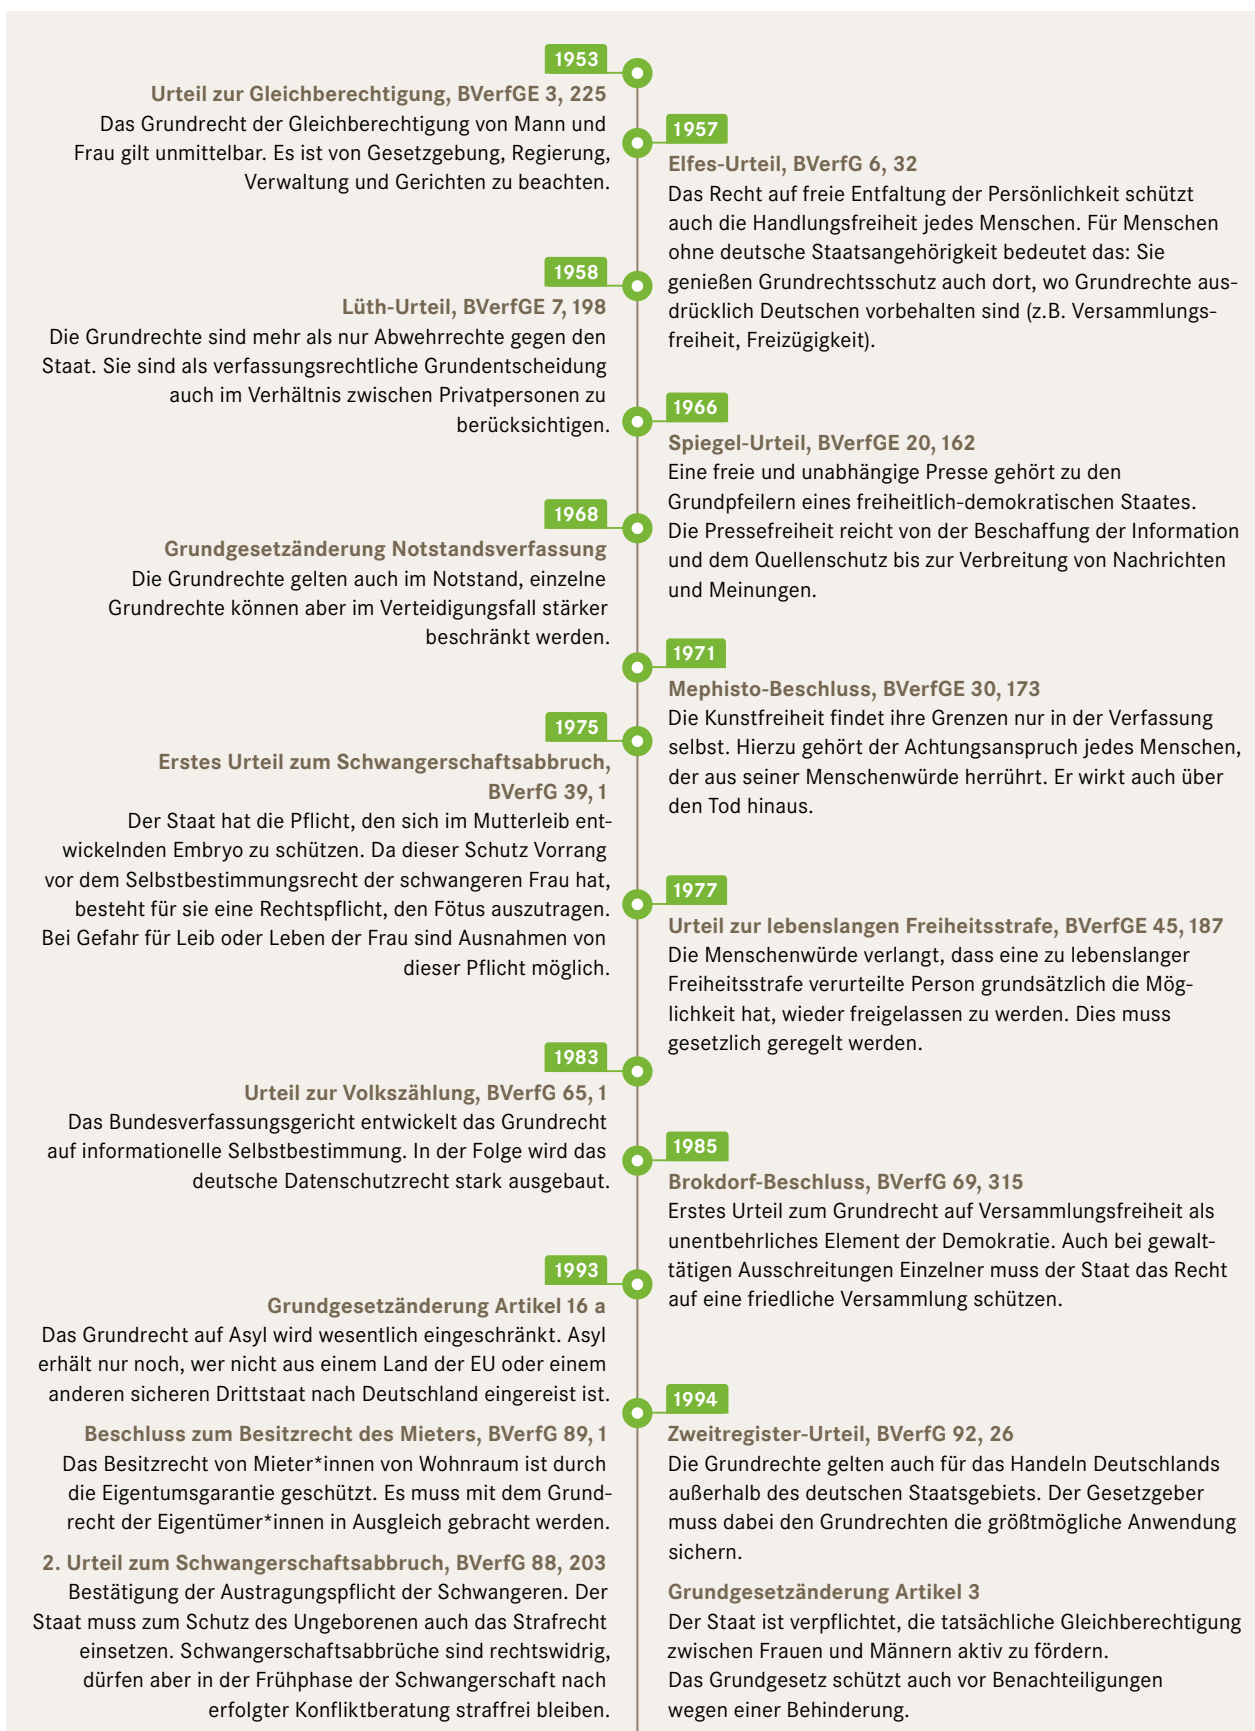 1953
Urteil zur Gleichberechtigung, BVerfGE 3, 225
Das Grundrecht der Gleichberechtigung von Mann und
Frau gilt unmittelbar. Es ist von Gesetzgebung, Regierung,
Verwaltung und Gerichten zu beachten.
1957
Elfes-Urteil, BVerfG 6, 32
Das Recht auf freie Entfaltung der Persönlichkeit schützt
auch die Handlungsfreiheit jedes Menschen. Für Menschen
ohne deutsche Staatsangehörigkeit bedeutet das: Sie
genießen Grundrechtsschutz auch dort, wo Grundrechte aus-
drücklich Deutschen vorbehalten sind (z.B. Versammlungs-
freiheit, Freizügigkeit).
1958
Lüth-Urteil, BVerfGE 7, 198
Die Grundrechte sind mehr als nur Abwehrrechte gegen den
Staat. Sie sind als verfassungsrechtliche Grundentscheidung
auch im Verhältnis zwischen Privatpersonen zu
berücksichtigen.
1966
Spiegel-Urteil, BVerfGE 20, 162
Eine freie und unabhängige Presse gehört zu den
Grundpfeilern eines freiheitlich-demokratischen Staates.
Die Pressefreiheit reicht von der Beschaffung der Information
und dem Quellenschutz bis zur Verbreitung von Nachrichten
und Meinungen.
1968
Grundgesetzänderung Notstandsverfassung
Die Grundrechte gelten auch im Notstand, einzelne
Grundrechte können aber im Verteidigungsfall stärker
beschränkt werden.
1971
Mephisto-Beschluss, BVerfGE 30, 173
Die Kunstfreiheit findet ihre Grenzen nur in der Verfassung
selbst. Hierzu gehört der Achtungsanspruch jedes Menschen,
der aus seiner Menschenwürde herrührt. Er wirkt auch über
den Tod hinaus.
1975
Erstes Urteil zum Schwangerschaftsabbruch,
BVerfG 39, 1
Der Staat hat die Pflicht, den sich im Mutterleib ent-
wickelnden Embryo zu schützen. Da dieser Schutz Vorrang
vor dem Selbstbestimmungsrecht der schwangeren Frau hat,
besteht für sie eine Rechtspflicht, den Fötus auszutragen.
Bei Gefahr für Leib oder Leben der Frau sind Ausnahmen von
dieser Pflicht möglich.
1977
Urteil zur lebenslangen Freiheitsstrafe, BVerfGE 45, 187
Die Menschenwürde verlangt, dass eine zu lebenslanger
Freiheitsstrafe verurteilte Person grundsätzlich die Mög-
lichkeit hat, wieder freigelassen zu werden. Dies muss
gesetzlich geregelt werden.
1983
Urteil zur Volkszählung, BVerfG 65, 1
Das Bundesverfassungsgericht entwickelt das Grundrecht
auf informationelle Selbstbestimmung. In der Folge wird das
deutsche Datenschutzrecht stark ausgebaut.
1985
Brokdorf-Beschluss, BVerfG 69, 315
Erstes Urteil zum Grundrecht auf Versammlungsfreiheit als
unentbehrliches Element der Demokratie. Auch bei gewalt-
tätigen Ausschreitungen Einzelner muss der Staat das Recht
auf eine friedliche Versammlung schützen.
1993
Grundgesetzänderung Artikel 16 a
Das Grundrecht auf Asyl wird wesentlich eingeschränkt. Asyl
erhält nur noch, wer nicht aus einem Land der EU oder einem
anderen sicheren Drittstaat nach Deutschland eingereist ist.
Beschluss zum Besitzrecht des Mieters, BVerfG 89, 1
Das Besitzrecht von Mieter*innen von Wohnraum ist durch
die Eigentumsgarantie geschützt. Es muss mit dem Grund-
recht der Eigentümer*innen in Ausgleich gebracht werden.
2. Urteil zum Schwangerschaftsabbruch, BVerfG 88, 203
Bestätigung der Austragungspflicht der Schwangeren. Der
Staat muss zum Schutz des Ungeborenen auch das Strafrecht
einsetzen. Schwangerschaftsabbrüche sind rechtswidrig,
dürfen aber in der Frühphase der Schwangerschaft nach
erfolgter Konfliktberatung straffrei bleiben.
1994
Zweitregister-Urteil, BVerfG 92, 26
Die Grundrechte gelten auch für das Handeln Deutschlands
außerhalb des deutschen Staatsgebiets. Der Gesetzgeber
muss dabei den Grundrechten die größtmögliche Anwendung
sichern.
Grundgesetzänderung Artikel 3
Der Staat ist verpflichtet, die tatsächliche Gleichberechtigung
zwischen Frauen und Männern aktiv zu fördern.
Das Grundgesetz schützt auch vor Benachteiligungen
wegen einer Behinderung.